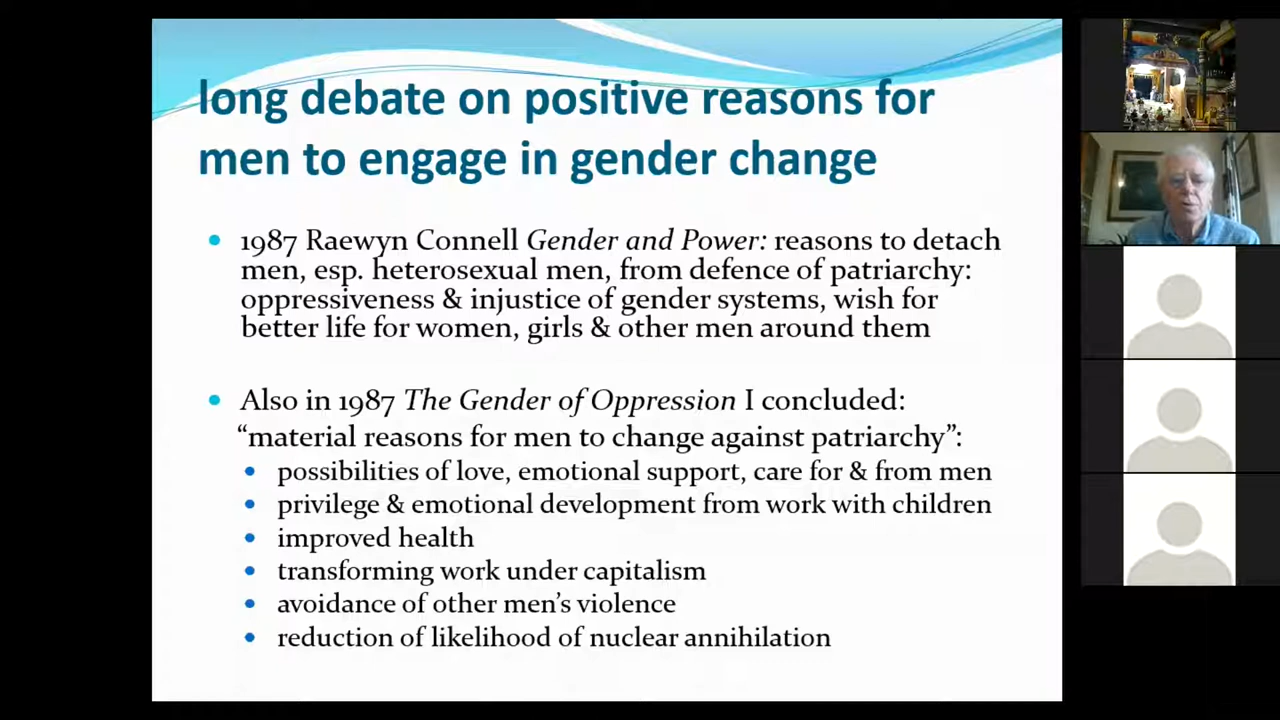 long debate on positive reasons for
men to engage in gender change
• 1987 Raewyn Connell Gender and Power: reasons to detach
men, esp. heterosexual men, from defence of patriarchy:
oppressiveness & injustice of gender systems, wish for
better life for women, girls & other men around them
• Also in 1987 The Gender of Oppression I concluded:
“material reasons for men to change against patriarchy”:
• possibilities of love, emotional support, care for & from men
• privilege & emotional development from work with children
• improved health
• transforming work under capitalism
• avoidance of other men’s violence
• reduction of likelihood of nuclear annihilation